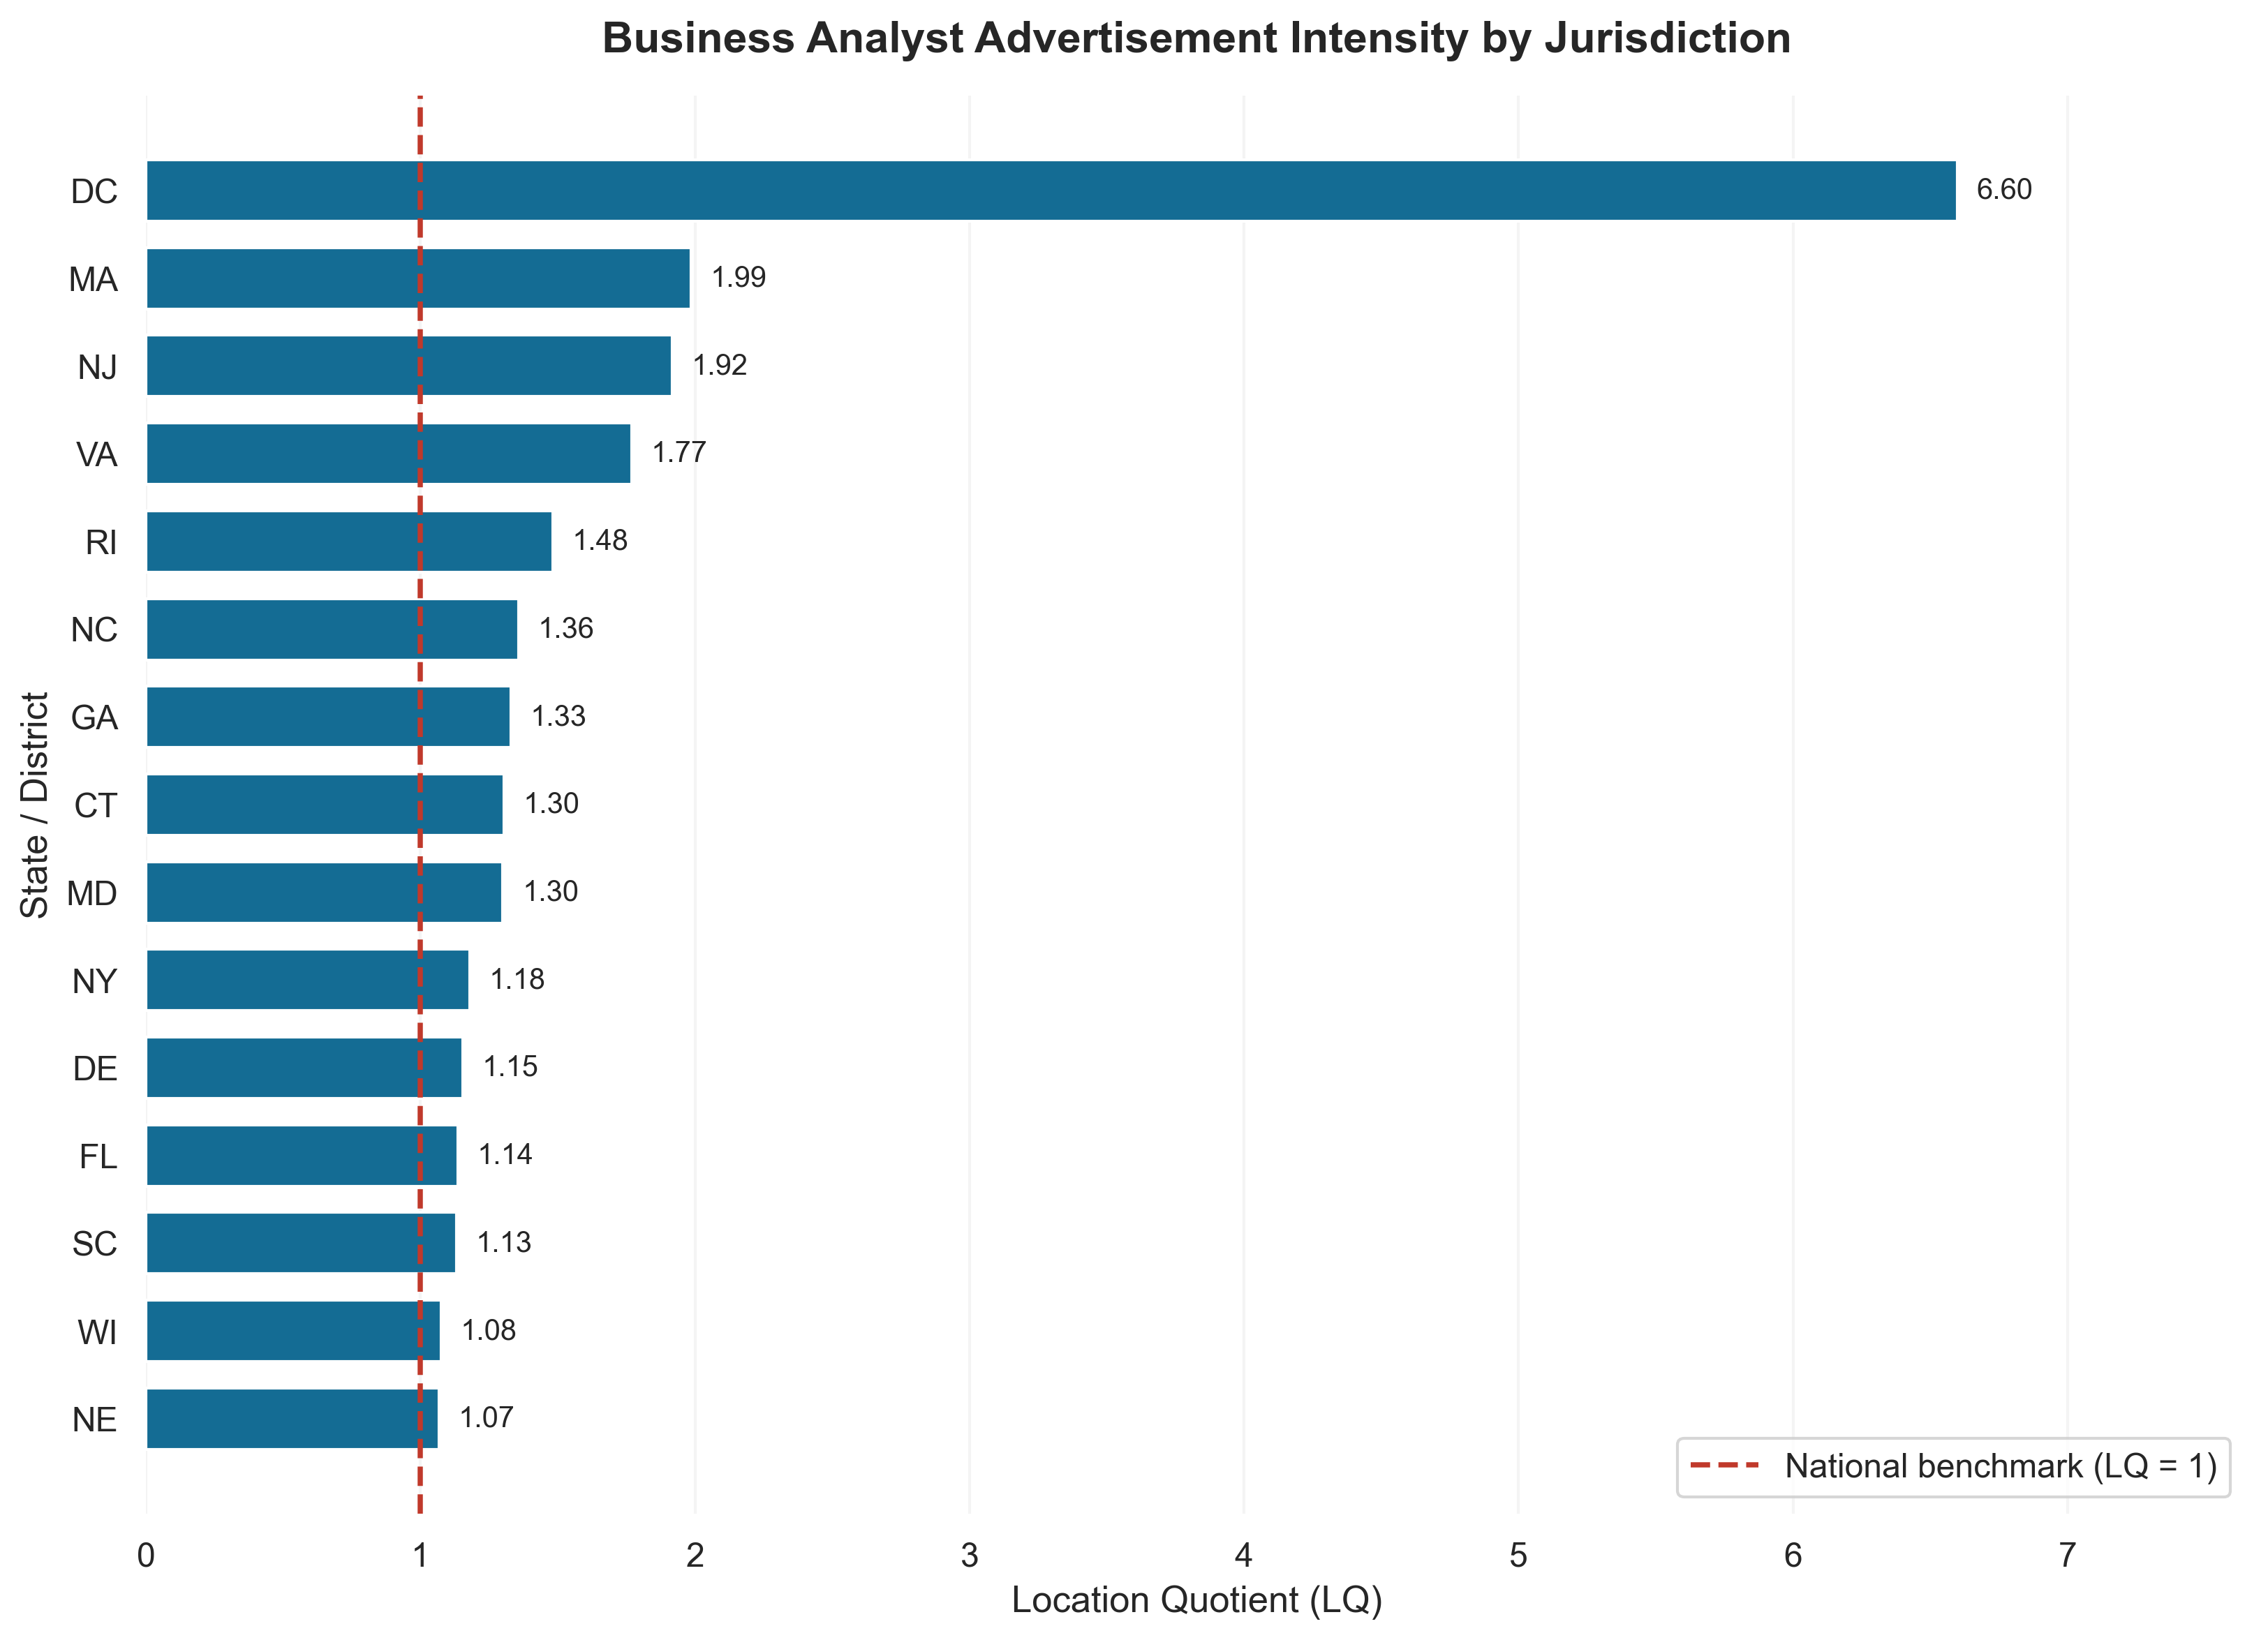 Business Analyst Advertisement Intensity by Jurisdiction
State / District
DC 6.60
MA 1.99
NJ 1.92
VA 1.77
RI 1.48
NC 1.36
GA 1.33
CT 1.30
MD 1.30
NY 1.18
DE 1.15
FL 1.14
SC 1.13
WI 1.08
NE 1.07
National benchmark (LQ = 1)
0 1 2 3 4 5 6 7
Location Quotient (LQ)